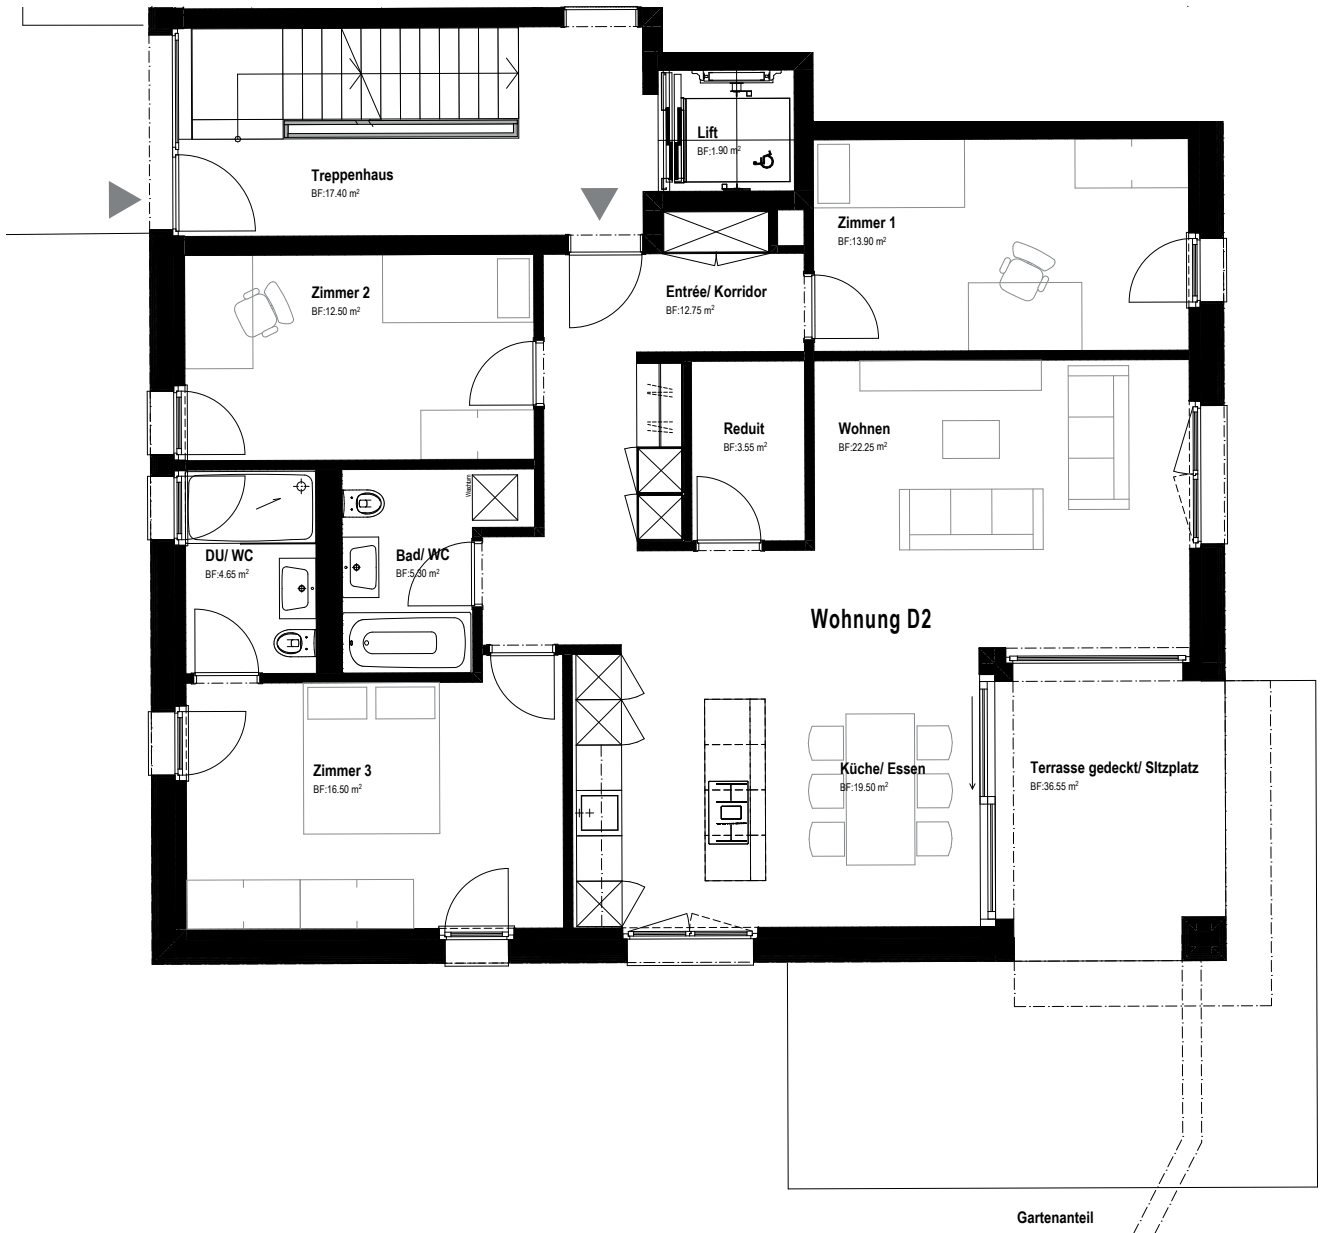 Lift
BF:1.90 m²
Treppenhaus
BF:17.40 m²
Zimmer 1
BF:13.90 m²
Zimmer 2
BF:12.50 m²
Entrée/ Korridor
BF:12.75 m²
Reduit
BF:3.55 m²
Wohnen
BF:22.25 m²
DU/ WC
BF:4.65 m²
Bad/ WC
BF:5.30 m²
Wohnung D2
Zimmer 3
BF:16.50 m²
Küche/ Essen
BF:19.50 m²
Terrasse gedeckt/ SItzplatz
BF:36.55 m²
Gartenanteil